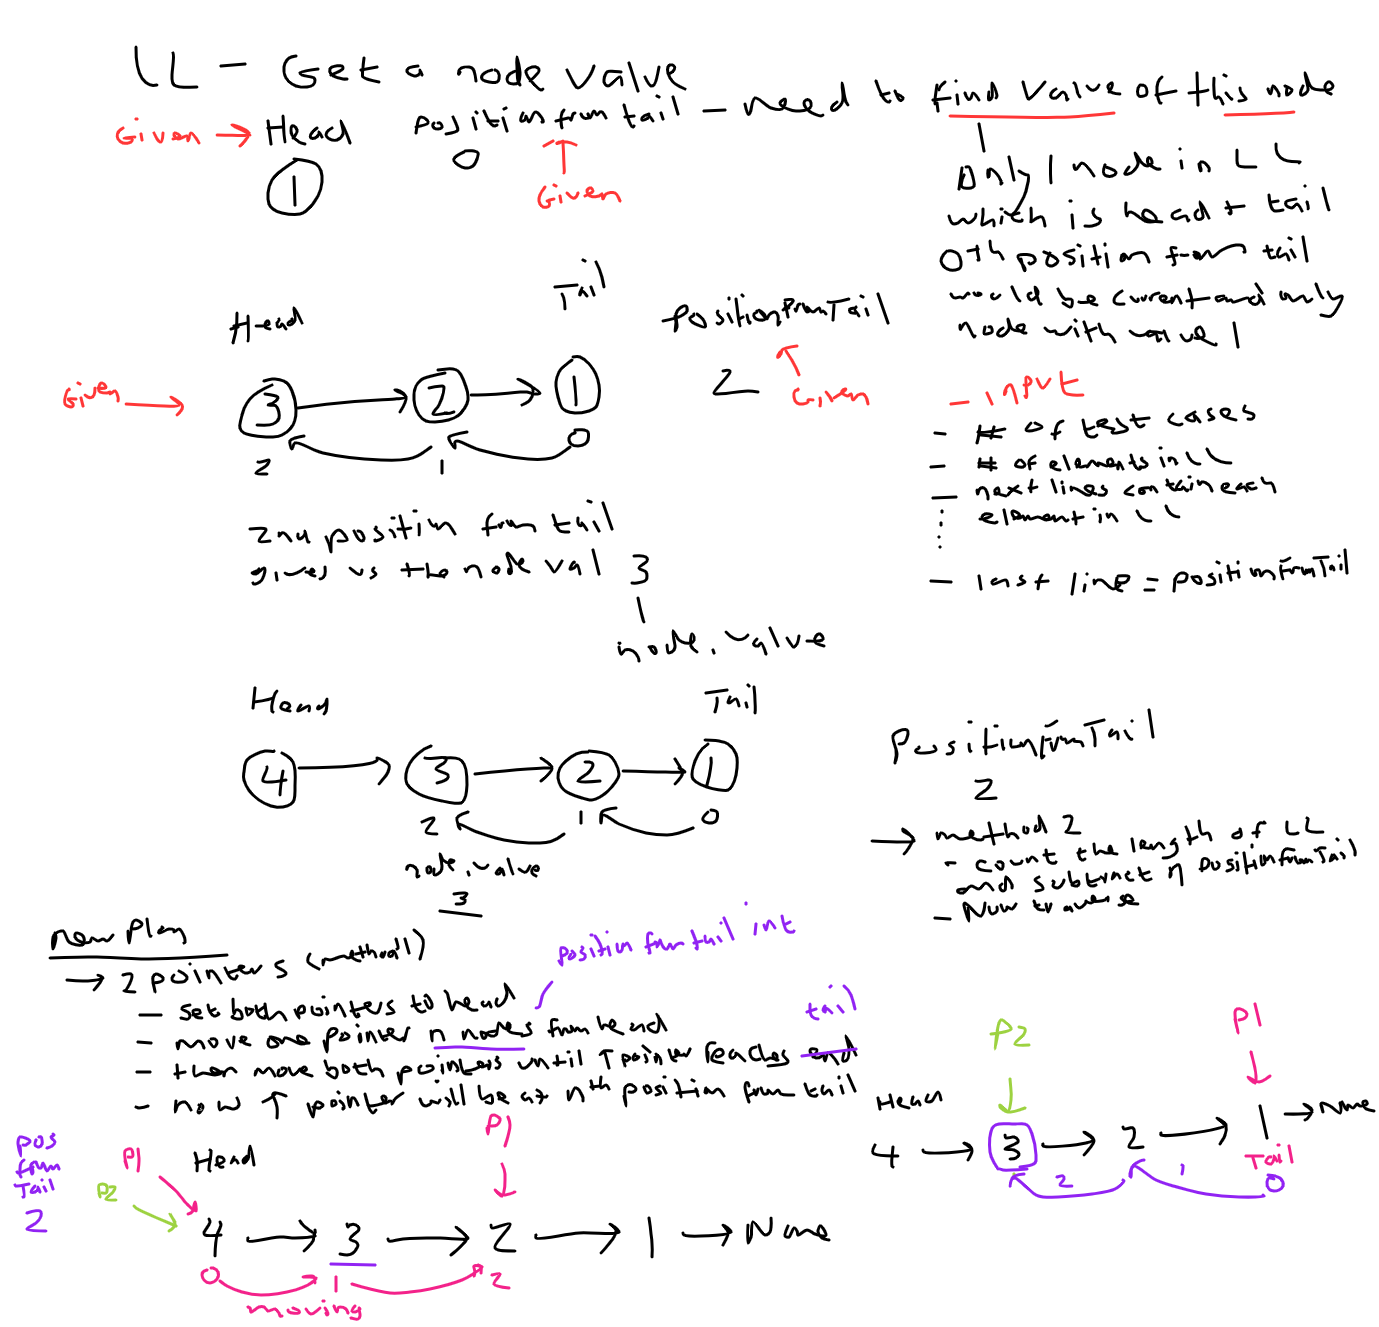 LL - Get a node value
Given → Head
positionfromtail - need to find value of this node
1
0
Given
only 1 node in LL
which is head + tail
0th position from tail
would be current and only
node with value 1
Head
Tail
positionFromTail
Given →
3 → 2 → 1
2
Given
2 1 0
- input
- # of test cases
- # of elements in LL
- next lines contain each
element in LL
- last line = positionFromTail
2nd position from tail
gives us the node val 3
node.value
Head
Tail
PositionFromTail
2
4 → 3 → 2 → 1
2 1 0
node.value
3
→ method 2
- count the length of LL
and subtract n positionFromTail
- Now traverse
new plan
→ 2 pointers (method 1)
position from tail int
- set both pointers to head
- move one pointer n nodes from head
tail
- then move both pointers until ↑ pointer reaches end
- now ↑ pointer will be at nth position from tail
pos
from
Tail
2
P1
P2
Head
P1
4 → 3 → 2 → 1 → None
0 1 2
moving
P2
P1
Head
4 → 3 → 2 → 1 → None
Tail
2 1 0